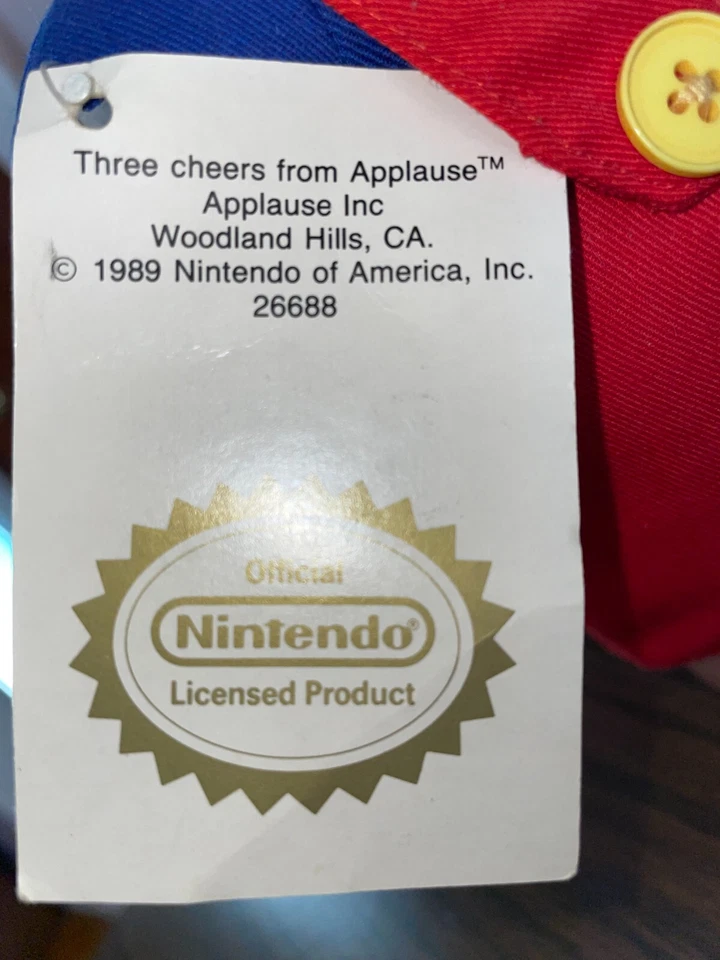 Three cheers from Applause™
Applause Inc
Woodland Hills, CA.
© 1989 Nintendo of America, Inc.
26688
Official
Nintendo®
Licensed Product